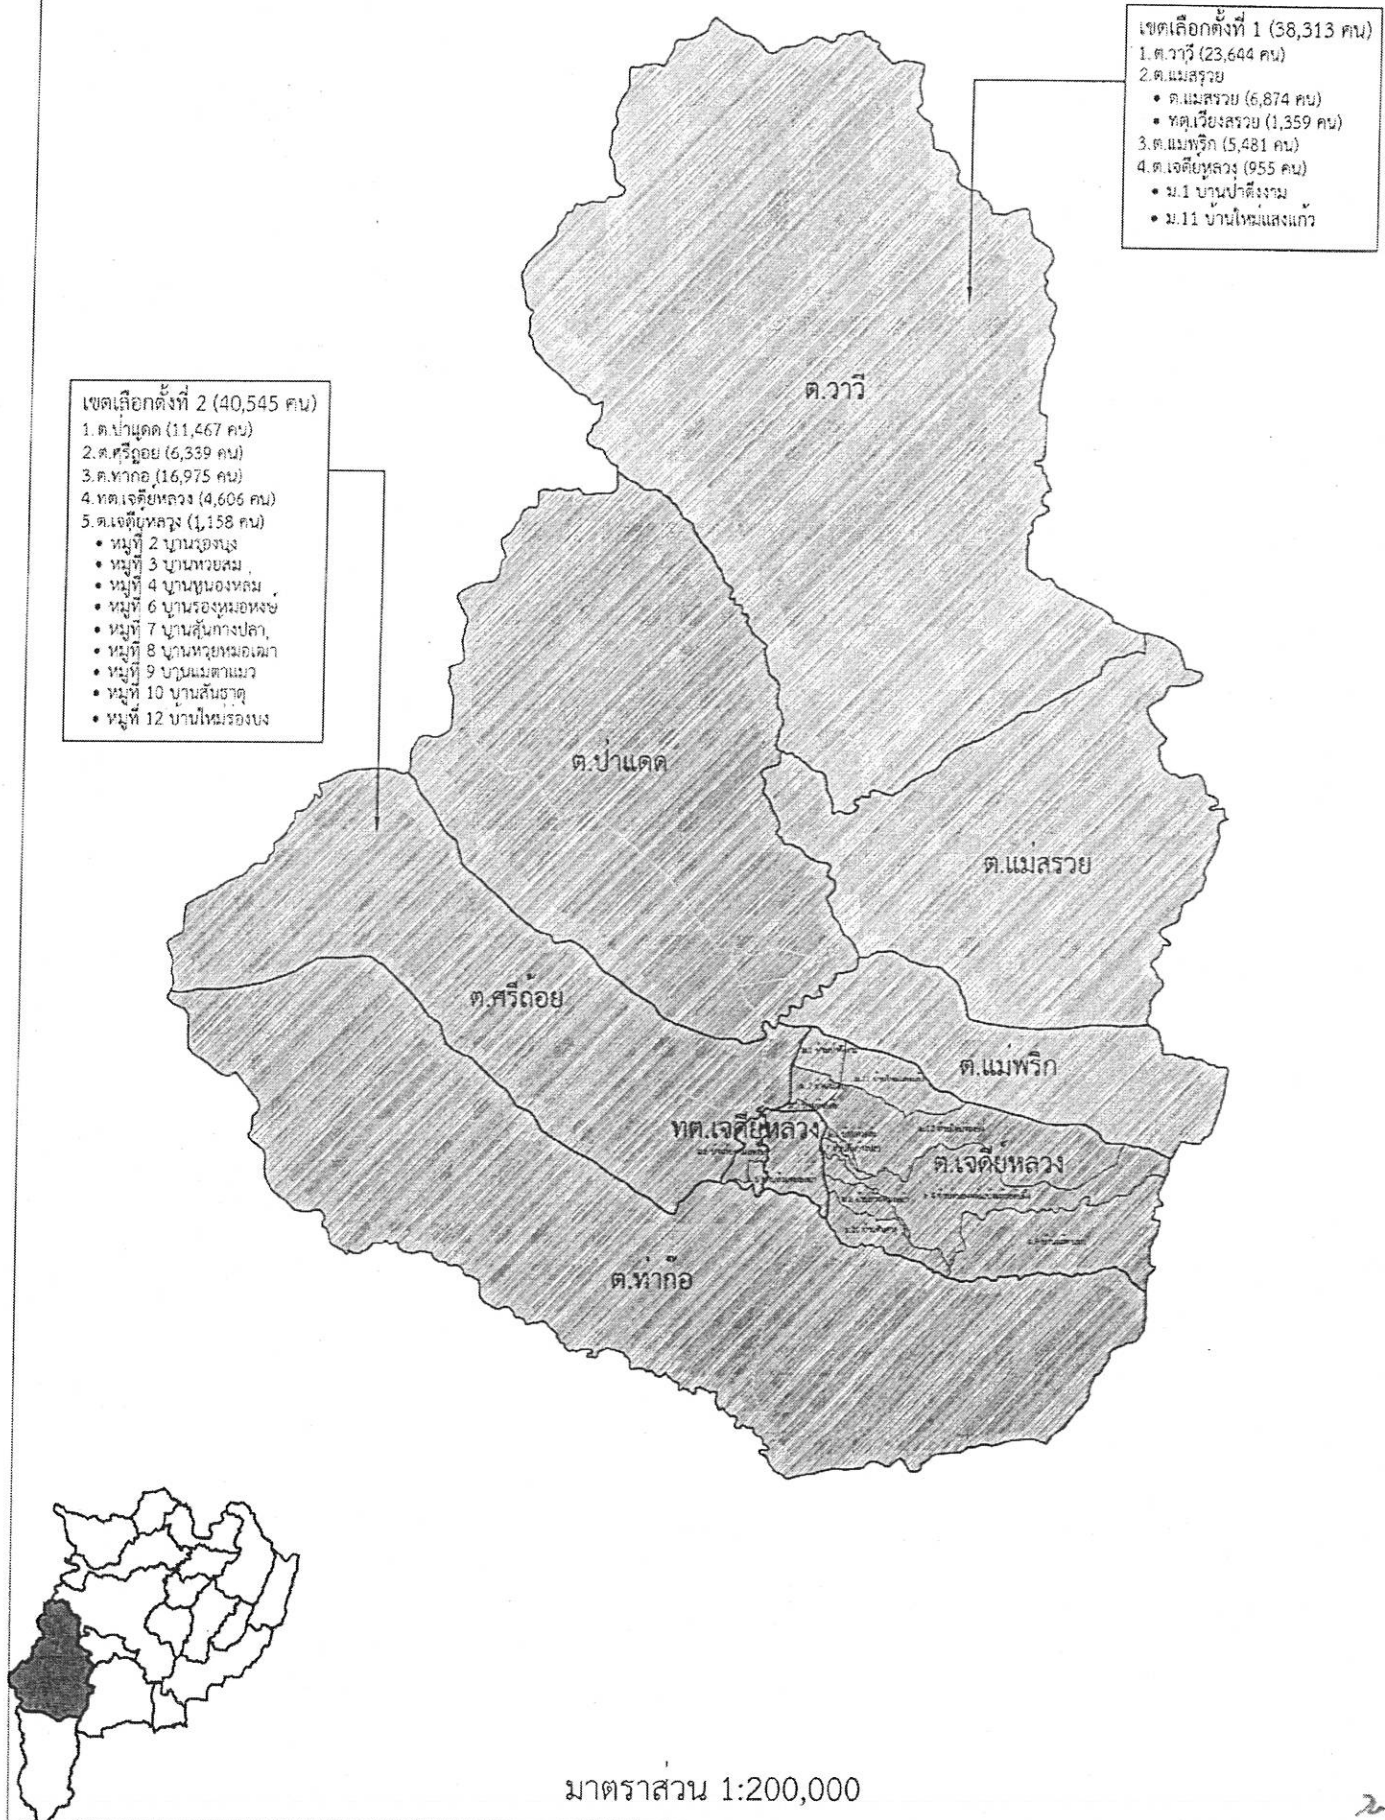 เขตเลือกตั้งที่ 1 (38,313 คน)
1.ต.วาวี (23,644 คน)
2.ต.แม่สรวย
• ต.แม่สรวย (6,874 คน)
• ทต.เวียงสรวย (1,359 คน)
3.ต.แม่พริก (5,481 คน)
4.ต.เจดีย์หลวง (955 คน)
• ม.1 บ้านป่าตึงงาม
• ม.11 บ้านใหม่แสงแก้ว
ต.วาวี
เขตเลือกตั้งที่ 2 (40,545 คน)
1.ต.ป่าแดด (11,467 คน)
2.ต.ศรีถ้อย (6,339 คน)
3.ต.ท่าก๊อ (16,975 คน)
4.ทต.เจดีย์หลวง (4,606 คน)
5.ต.เจดีย์หลวง (1,158 คน)
• หมู่ที่ 2 บ้านร่องบง
• หมู่ที่ 3 บ้านห้วยส้ม
• หมู่ที่ 4 บ้านหนองหล่ม
• หมู่ที่ 6 บ้านร้องหมอหงษ์
• หมู่ที่ 7 บ้านสันก้างปลา
• หมู่ที่ 8 บ้านห้วยหมอเฒ่า
• หมู่ที่ 9 บ้านแม่ตาแมว
• หมู่ที่ 10 บ้านสันธาตุ
• หมู่ที่ 12 บ้านใหม่ร่องบง
ต.ป่าแดด
ต.แม่สรวย
ต.ศรีถ้อย
ต.แม่พริก
ทต.เจดีย์หลวง
ต.เจดีย์หลวง
ต.ท่าก๊อ
มาตราส่วน 1:200,000